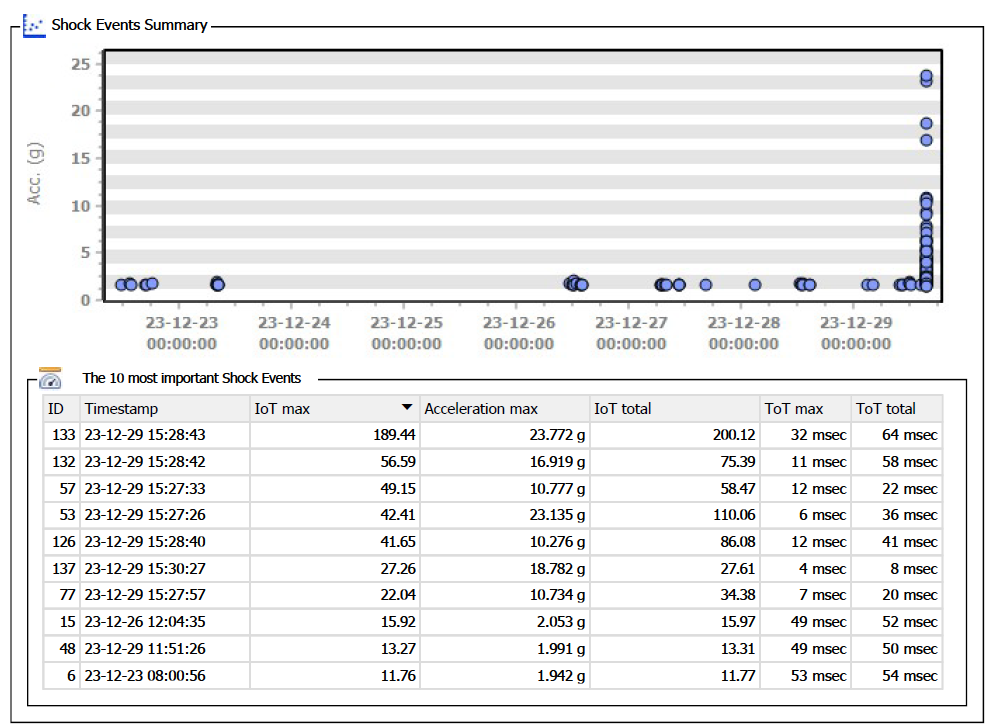 Shock Events Summary
25
20
15
10
5
0
Acc. (g)
23-12-23 23-12-24 23-12-25 23-12-26 23-12-27 23-12-28 23-12-29
00:00:00 00:00:00 00:00:00 00:00:00 00:00:00 00:00:00 00:00:00
The 10 most important Shock Events
ID Timestamp IoT max Acceleration max IoT total ToT max ToT total
133 23-12-29 15:28:43 189.44 23.772 g 200.12 32 msec 64 msec
132 23-12-29 15:28:42 56.59 16.919 g 75.39 11 msec 58 msec
57 23-12-29 15:27:33 49.15 10.777 g 58.47 12 msec 22 msec
53 23-12-29 15:27:26 42.41 23.135 g 110.06 6 msec 36 msec
126 23-12-29 15:28:40 41.65 10.276 g 86.08 12 msec 41 msec
137 23-12-29 15:30:27 27.26 18.782 g 27.61 4 msec 8 msec
77 23-12-29 15:27:57 22.04 10.734 g 34.38 7 msec 20 msec
15 23-12-26 12:04:35 15.92 2.053 g 15.97 49 msec 52 msec
48 23-12-29 11:51:26 13.27 1.991 g 13.31 49 msec 50 msec
6 23-12-23 08:00:56 11.76 1.942 g 11.77 53 msec 54 msec